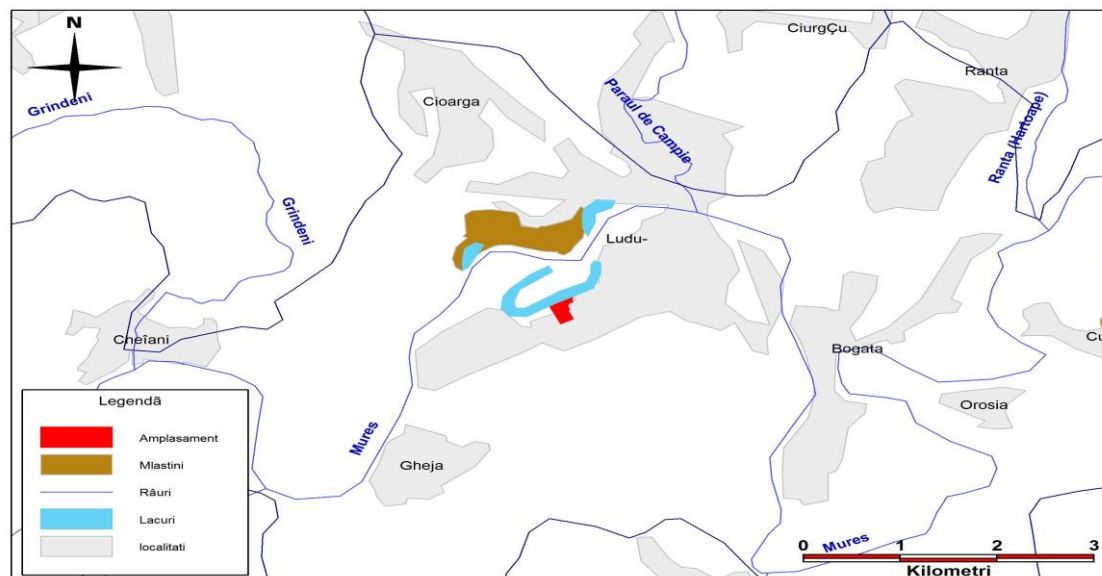 N
CiurgÇu
Ranta
Grindeni
Cioarga
Paraul de Campie
Ranta (Hartoape)
Grindeni
Ludu-
Cheîani
Bogata
Cu
Orosia
Mures
Gheja
Mures
Legendã
Amplasament
Mlastini
Râuri
Lacuri
localitati
0 1 2 3
Kilometri